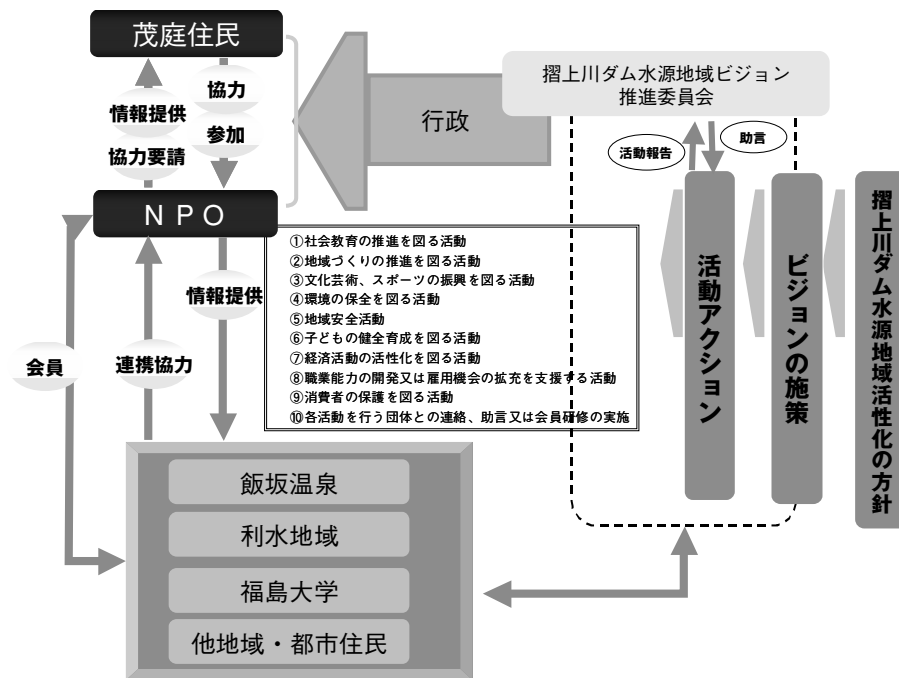 茂庭住民
協力
参加
情報提供
協力要請
NPO
行政
摺上川ダム水源地域ビジョン
推進委員会
活動報告
助言
①社会教育の推進を図る活動
②地域づくりの推進を図る活動
③文化芸術、スポーツの振興を図る活動
④環境の保全を図る活動
⑤地域安全活動
⑥子どもの健全育成を図る活動
⑦経済活動の活性化を図る活動
⑧職業能力の開発又は雇用機会の拡充を支援する活動
⑨消費者の保護を図る活動
⑩各活動を行う団体との連絡、助言又は会員研修の実施
情報提供
会員
連携協力
活動アクション
ビジョンの施策
摺上川ダム水源地域活性化の方針
飯坂温泉
利水地域
福島大学
他地域・都市住民